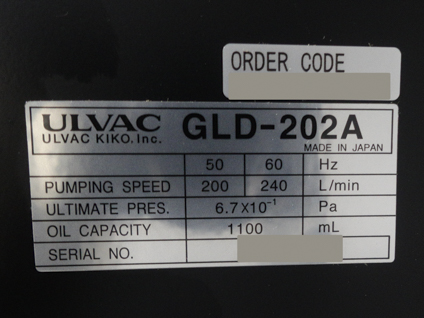 ORDER CODE
ULVAC GLD-202A
ULVAC KIKO.Inc. MADE IN JAPAN
50 60 Hz
PUMPING SPEED 200 240 L/min
ULTIMATE PRES. 6.7X10⁻¹ Pa
OIL CAPACITY 1100 mL
SERIAL NO.